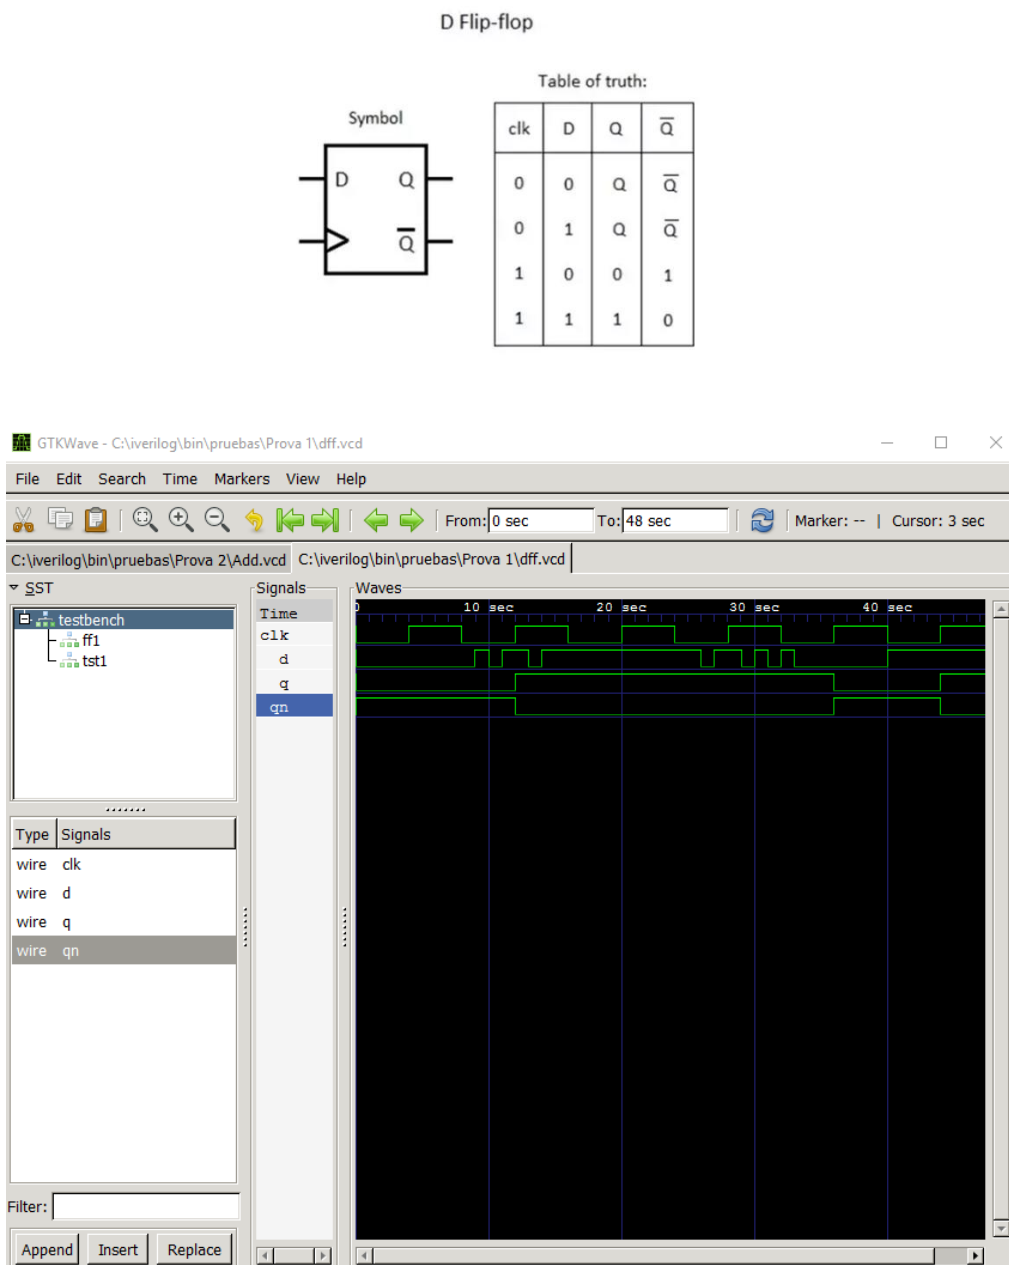 D Flip-flop
Table of truth:
Symbol
D Q
Q
clk D Q Q
0 0 Q Q
0 1 Q Q
1 0 0 1
1 1 1 0
GTKWave - C:\iverilog\bin\pruebas\Prova 1\dff.vcd
File Edit Search Time Markers View Help
From: 0 sec To: 48 sec Marker: -- | Cursor: 3 sec
C:\iverilog\bin\pruebas\Prova 2\Add.vcd C:\iverilog\bin\pruebas\Prova 1\dff.vcd
SST
testbench
ff1
tst1
Type Signals
wire clk
wire d
wire q
wire qn
Filter:
Append Insert Replace
Signals
Time
clk
d
q
qn
Waves
0 10 sec 20 sec 30 sec 40 sec